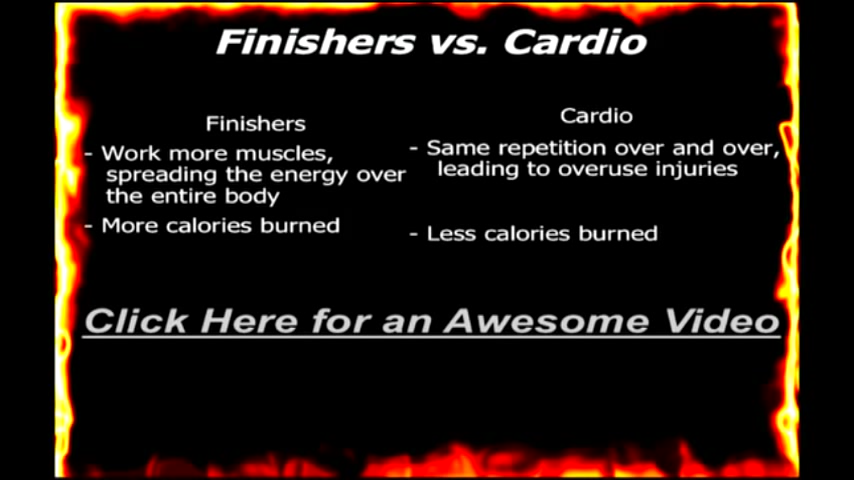 Finishers vs. Cardio
Finishers
- Work more muscles,
spreading the energy over
the entire body
- More calories burned
Cardio
- Same repetition over and over,
leading to overuse injuries
- Less calories burned
Click Here for an Awesome Video